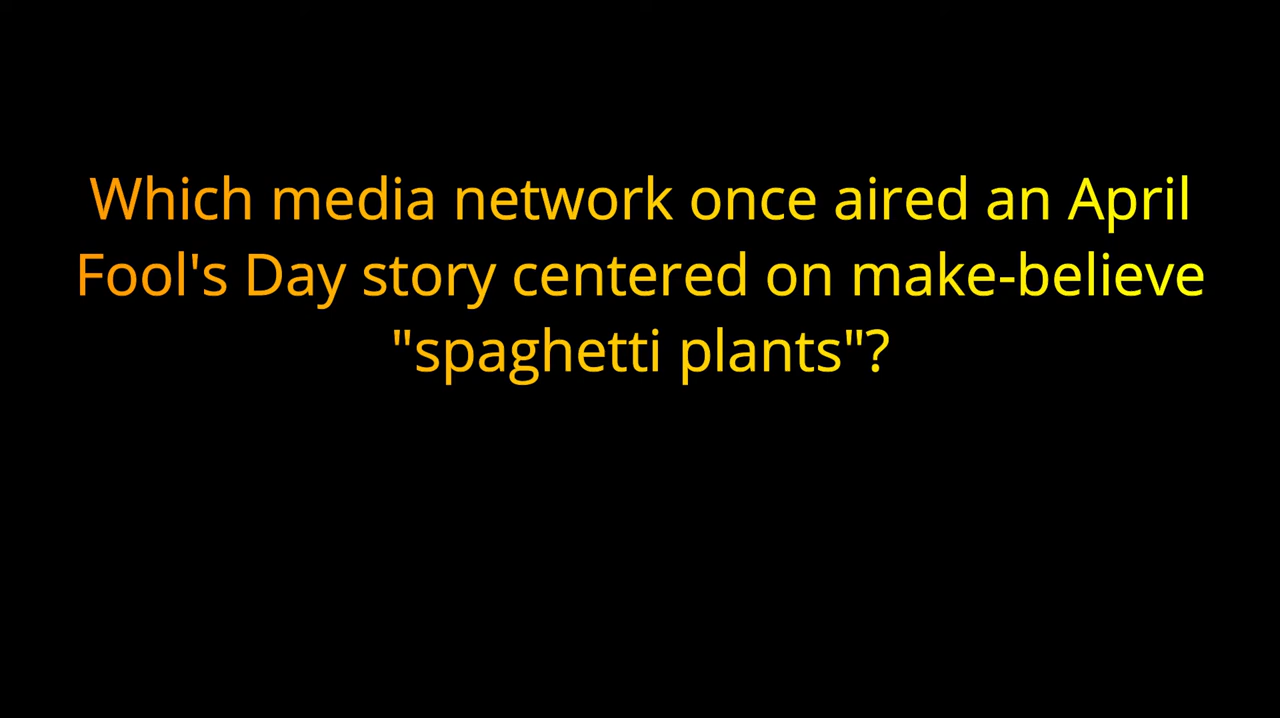 Which media network once aired an April
Fool's Day story centered on make-believe
"spaghetti plants"?